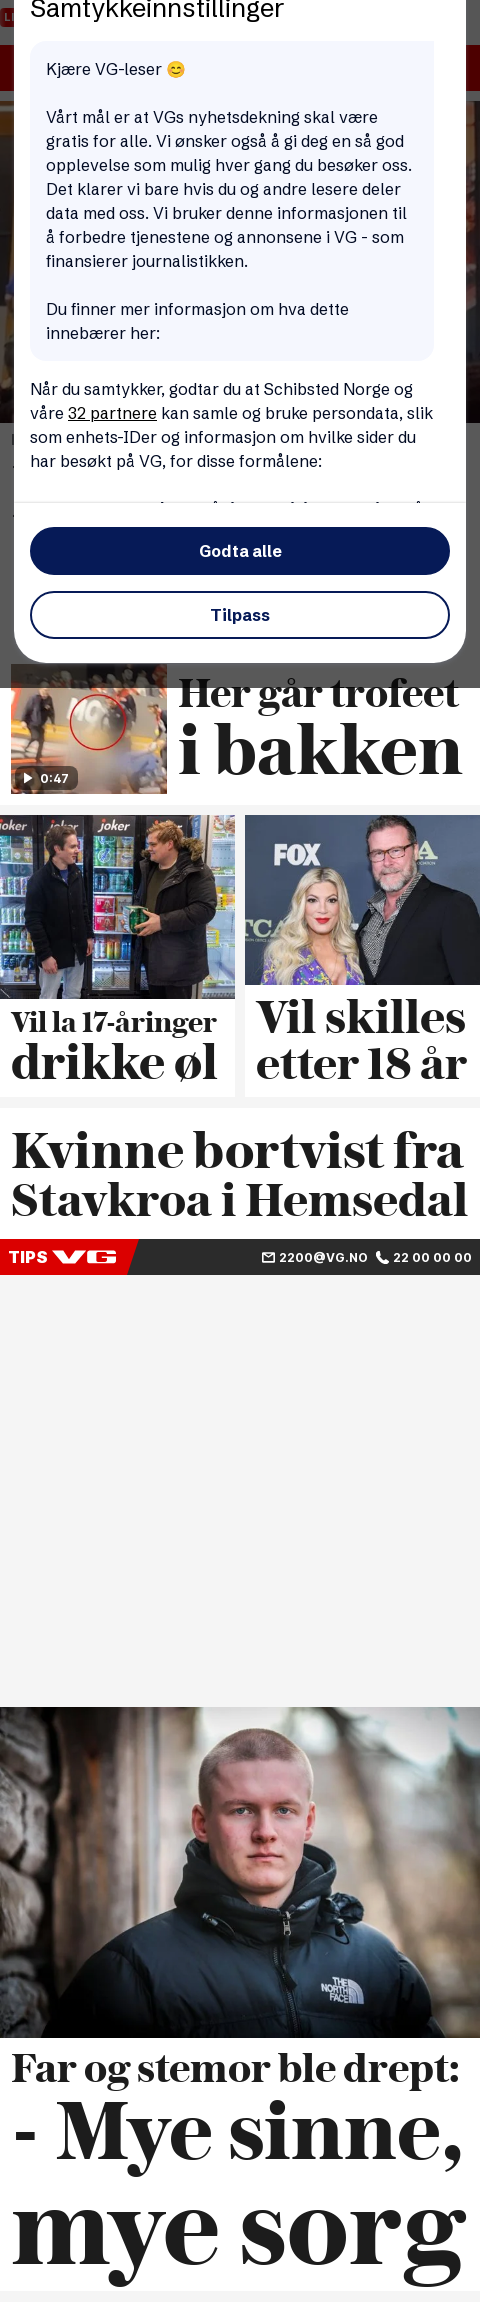 Samtykkeinnstillinger
Kjære VG-leser 😊
Vårt mål er at VGs nyhetsdekning skal være
gratis for alle. Vi ønsker også å gi deg en så god
opplevelse som mulig hver gang du besøker oss.
Det klarer vi bare hvis du og andre lesere deler
data med oss. Vi bruker denne informasjonen til
å forbedre tjenestene og annonsene i VG - som
finansierer journalistikken.
Du finner mer informasjon om hva dette
innebærer her:
Når du samtykker, godtar du at Schibsted Norge og
våre 32 partnere kan samle og bruke persondata, slik
som enhets-IDer og informasjon om hvilke sider du
har besøkt på VG, for disse formålene:
Godta alle
Tilpass
Her går trofeet
i bakken
0:47
joker
joker
joker
FOX
TCA
Vil la 17-åringer
drikke øl
Vil skilles
etter 18 år
Kvinne bortvist fra
Stavkroa i Hemsedal
TIPS VG
2200@VG.NO 22 00 00 00
THE
NORTH
FACE
Far og stemor ble drept:
- Mye sinne,
mye sorg